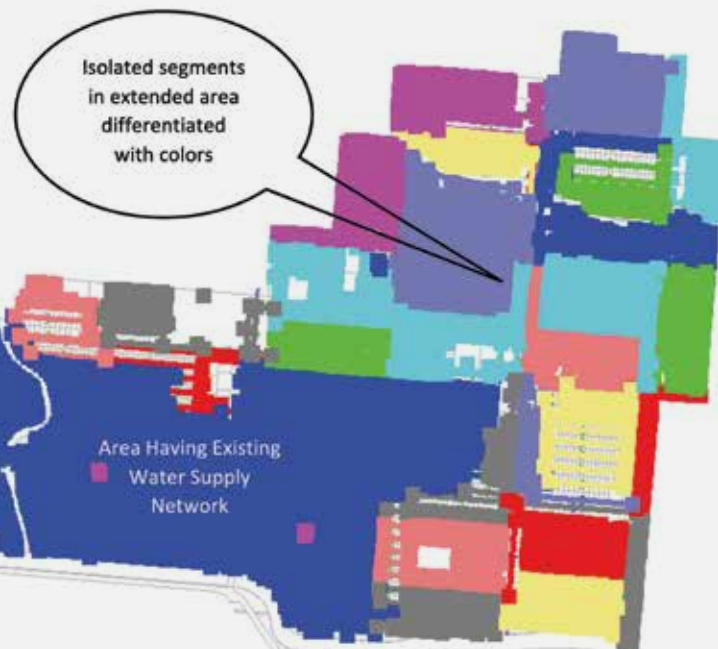 Isolated segments
in extended area
differentiated
with colors
Area Having Existing
Water Supply
Network